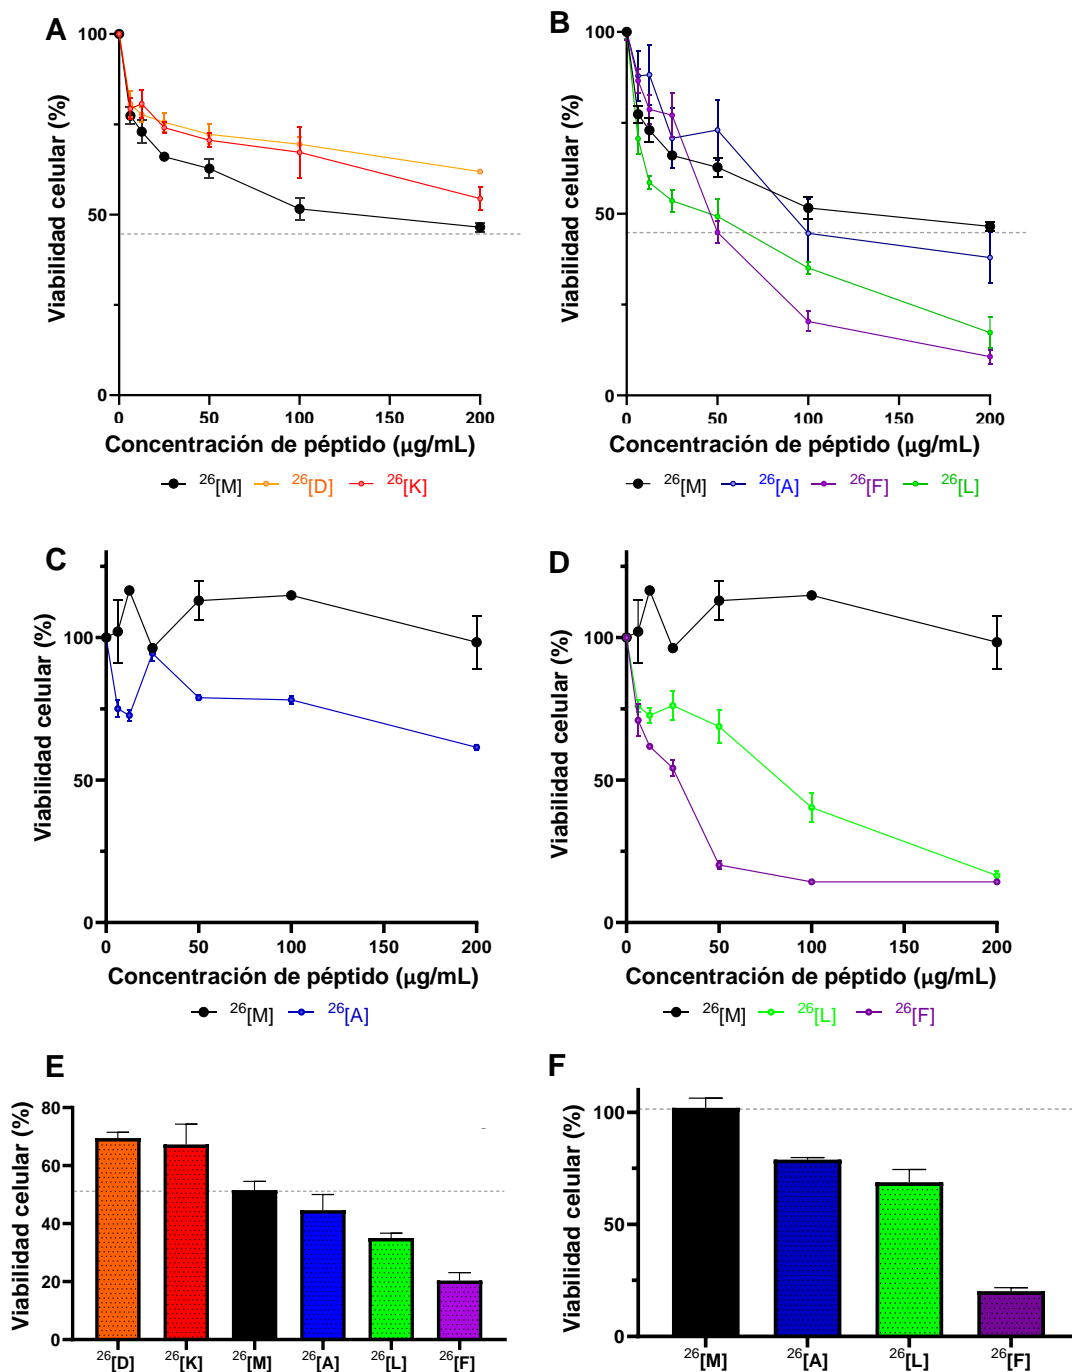 A
Viabilidad celular (%)
100
50
0
0 50 100 150 200
Concentración de péptido (μg/mL)
²⁶[M] ²⁶[D] ²⁶[K]
B
Viabilidad celular (%)
100
50
0
0 50 100 150 200
Concentración de péptido (μg/mL)
²⁶[M] ²⁶[A] ²⁶[F] ²⁶[L]
C
Viabilidad celular (%)
100
50
0
0 50 100 150 200
Concentración de péptido (μg/mL)
²⁶[M] ²⁶[A]
D
Viabilidad celular (%)
100
50
0
0 50 100 150 200
Concentración de péptido (μg/mL)
²⁶[M] ²⁶[L] ²⁶[F]
E
Viabilidad celular (%)
80
60
40
20
0
²⁶[D] ²⁶[K] ²⁶[M] ²⁶[A] ²⁶[L] ²⁶[F]
F
Viabilidad celular (%)
100
50
0
²⁶[M] ²⁶[A] ²⁶[L] ²⁶[F]